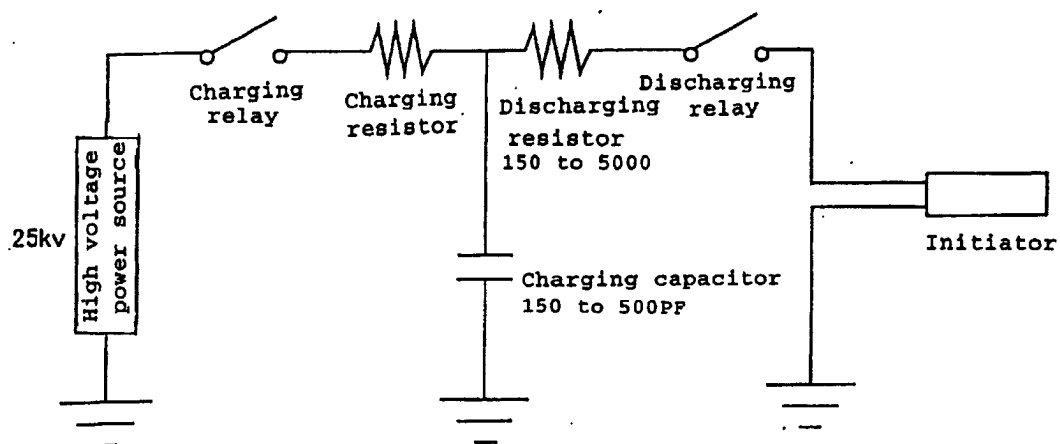 Charging
relay
Charging
resistor
Discharging
resistor
150 to 5000
Discharging
relay
25kv
High voltage
power source
Charging capacitor
150 to 500PF
Initiator